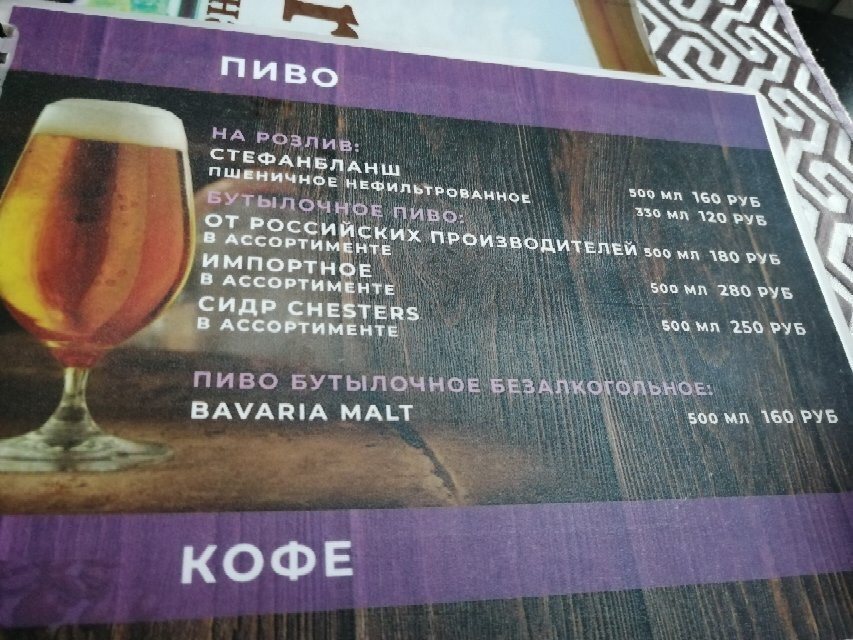 ПИВО
НА РОЗЛИВ:
СТЕФАНБЛАНШ
ПШЕНИЧНОЕ НЕФИЛЬТРОВАННОЕ 500 МЛ 160 РУБ
330 МЛ 120 РУБ
БУТЫЛОЧНОЕ ПИВО:
ОТ РОССИЙСКИХ ПРОИЗВОДИТЕЛЕЙ 500 МЛ 180 РУБ
В АССОРТИМЕНТЕ
ИМПОРТНОЕ 500 МЛ 280 РУБ
В АССОРТИМЕНТЕ
СИДР CHESTERS 500 МЛ 250 РУБ
В АССОРТИМЕНТЕ
ПИВО БУТЫЛОЧНОЕ БЕЗАЛКОГОЛЬНОЕ:
BAVARIA MALT 500 МЛ 160 РУБ
КОФЕ